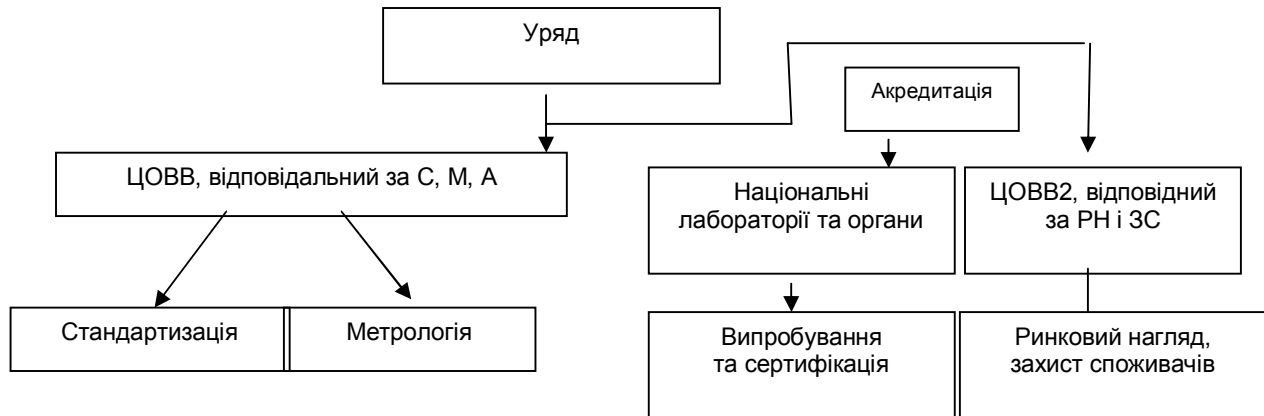 Уряд
Акредитація
ЦОВВ, відповідальний за С, М, А
Національні
лабораторії та органи
ЦОВВ2, відповідний
за РН і ЗС
Стандартизація
Метрологія
Випробування
та сертифікація
Ринковий нагляд,
захист споживачів